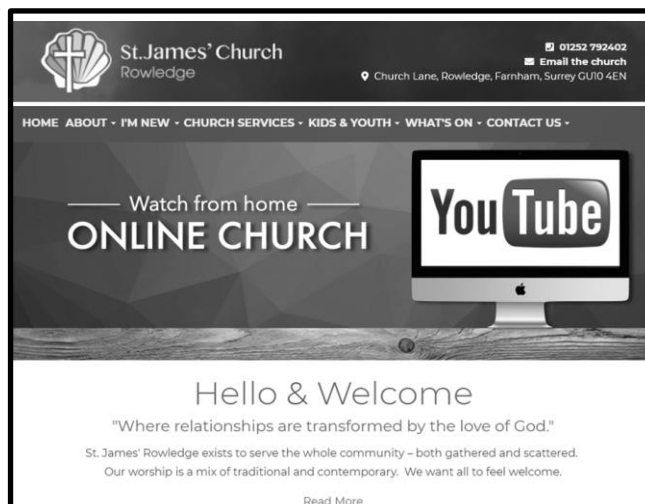 St.James' Church
Rowledge
01252 792402
Email the church
Church Lane, Rowledge, Farnham, Surrey GU10 4EN
HOME ABOUT I'M NEW CHURCH SERVICES KIDS & YOUTH WHAT'S ON CONTACT US
Watch from home
ONLINE CHURCH
YouTube
Hello & Welcome
"Where relationships are transformed by the love of God."
St. James' Rowledge exists to serve the whole community – both gathered and scattered.
Our worship is a mix of traditional and contemporary. We want all to feel welcome.
Read More